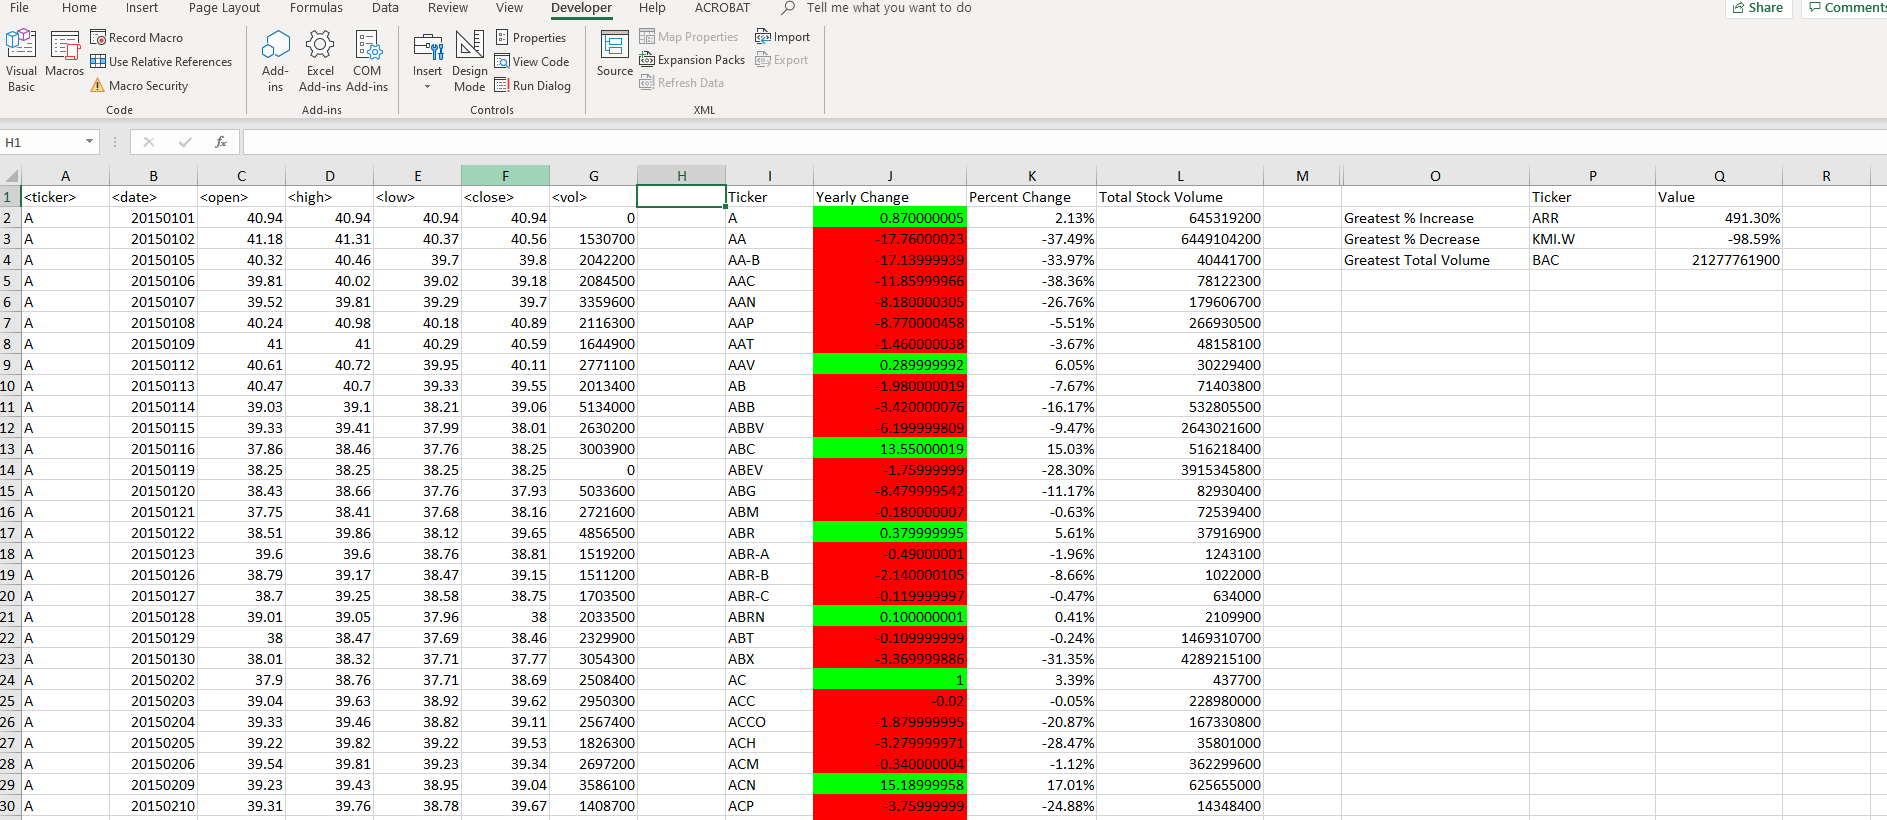 File Home Insert Page Layout Formulas Data Review View Developer Help ACROBAT Tell me what you want to do Share Comments
Visual Basic
Macros
Record Macro
Use Relative References
Macro Security
Code
Add-ins
Excel Add-ins
COM Add-ins
Add-ins
Insert
Design Mode
Properties
View Code
Run Dialog
Controls
Source
Map Properties
Expansion Packs
Refresh Data
Import
Export
XML
H1 fx
A B C D E F G H I J K L M O P Q R
1 <ticker> <date> <open> <high> <low> <close> <vol> Ticker Yearly Change Percent Change Total Stock Volume Ticker Value
2 A 20150101 40.94 40.94 40.94 40.94 0 A 0.870000005 2.13% 645319200 Greatest % Increase ARR 491.30%
3 A 20150102 41.18 41.31 40.37 40.56 1530700 AA -17.76000023 -37.49% 6449104200 Greatest % Decrease KMI.W -98.59%
4 A 20150105 40.32 40.46 39.7 39.8 2042200 AA-B -17.13999939 -33.97% 40441700 Greatest Total Volume BAC 21277761900
5 A 20150106 39.81 40.02 39.02 39.18 2084500 AAC -11.85999966 -38.36% 78122300
6 A 20150107 39.52 39.81 39.29 39.7 3359600 AAN -8.180000305 -26.76% 179606700
7 A 20150108 40.24 40.98 40.18 40.89 2116300 AAP -8.770000458 -5.51% 266930500
8 A 20150109 41 41 40.29 40.59 1644900 AAT -1.460000038 -3.67% 48158100
9 A 20150112 40.61 40.72 39.95 40.11 2771100 AAV 0.289999992 6.05% 30229400
10 A 20150113 40.47 40.7 39.33 39.55 2013400 AB -1.980000019 -7.67% 71403800
11 A 20150114 39.03 39.1 38.21 39.06 5134000 ABB -3.420000076 -16.17% 532805500
12 A 20150115 39.33 39.41 37.99 38.01 2630200 ABBV -6.199999809 -9.47% 2643021600
13 A 20150116 37.86 38.46 37.76 38.25 3003900 ABC 13.55000019 15.03% 516218400
14 A 20150119 38.25 38.25 38.25 38.25 0 ABEV -1.75999999 -28.30% 3915345800
15 A 20150120 38.43 38.66 37.76 37.93 5033600 ABG -8.479999542 -11.17% 82930400
16 A 20150121 37.75 38.41 37.68 38.16 2721600 ABM -0.180000007 -0.63% 72539400
17 A 20150122 38.51 39.86 38.12 39.65 4856500 ABR 0.379999995 5.61% 37916900
18 A 20150123 39.6 39.6 38.76 38.81 1519200 ABR-A -0.49000001 -1.96% 1243100
19 A 20150126 38.79 39.17 38.47 39.15 1511200 ABR-B -2.140000105 -8.66% 1022000
20 A 20150127 38.7 39.25 38.58 38.75 1703500 ABR-C -0.119999997 -0.47% 634000
21 A 20150128 39.01 39.05 37.96 38 2033500 ABRN 0.100000001 0.41% 2109900
22 A 20150129 38 38.47 37.69 38.46 2329900 ABT -0.109999999 -0.24% 1469310700
23 A 20150130 38.01 38.32 37.71 37.77 3054300 ABX -3.369999886 -31.35% 4289215100
24 A 20150202 37.9 38.76 37.71 38.69 2508400 AC 1 3.39% 437700
25 A 20150203 39.04 39.63 38.92 39.62 2950300 ACC -0.02 -0.05% 228980000
26 A 20150204 39.33 39.46 38.82 39.11 2567400 ACCO -1.879999995 -20.87% 167330800
27 A 20150205 39.22 39.82 39.22 39.53 1826300 ACH -3.279999971 -28.47% 35801000
28 A 20150206 39.54 39.81 39.23 39.34 2697200 ACM -0.340000004 -1.12% 362299600
29 A 20150209 39.23 39.43 38.95 39.04 3586100 ACN 15.18999958 17.01% 625655000
30 A 20150210 39.31 39.76 38.78 39.67 1408700 ACP -3.75999999 -24.88% 14348400